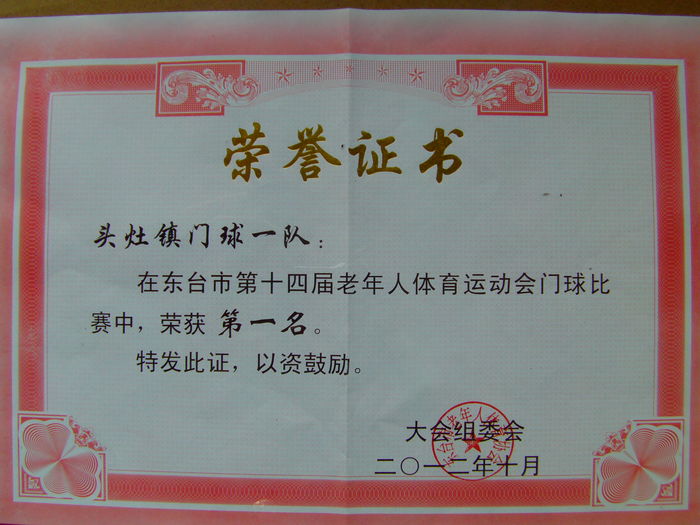 荣誉证书
头灶镇门球一队：
在东台市第十四届老年人体育运动会门球比
赛中，荣获 第一名。
特发此证，以资鼓励。
大会组委会
二〇一二年十月